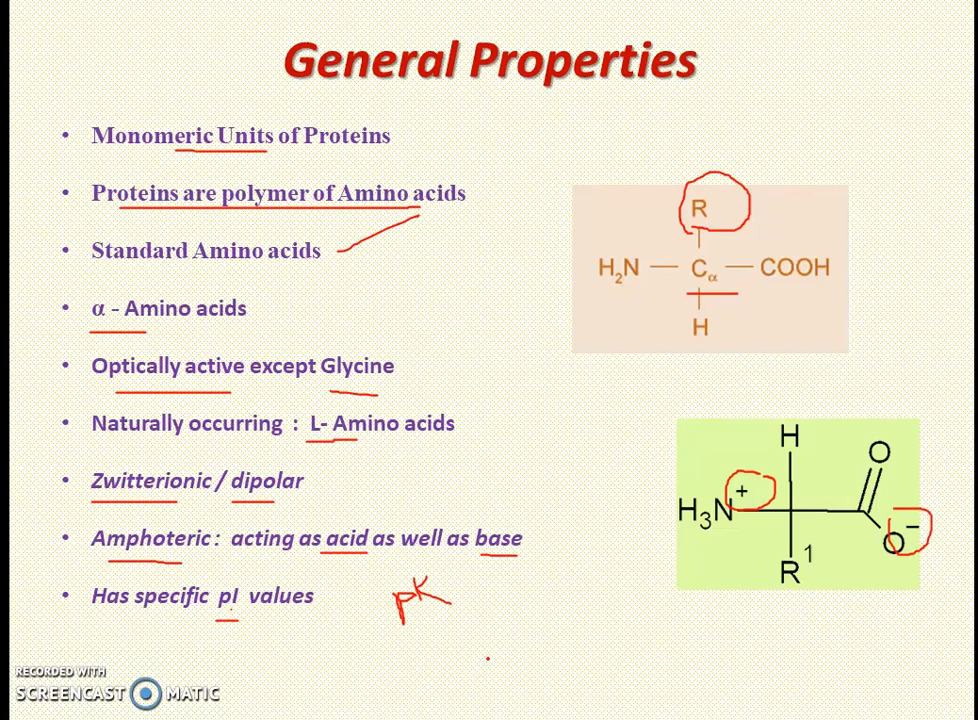 General Properties
• Monomeric Units of Proteins
• Proteins are polymer of Amino acids
• Standard Amino acids
• α - Amino acids
• Optically active except Glycine
• Naturally occurring : L- Amino acids
• Zwitterionic / dipolar
• Amphoteric : acting as acid as well as base
• Has specific pI values
pK
R
H₂N — Cα — COOH
H
H
O
H₃N +
O −
R 1
RECORDED WITH
SCREENCAST MATIC